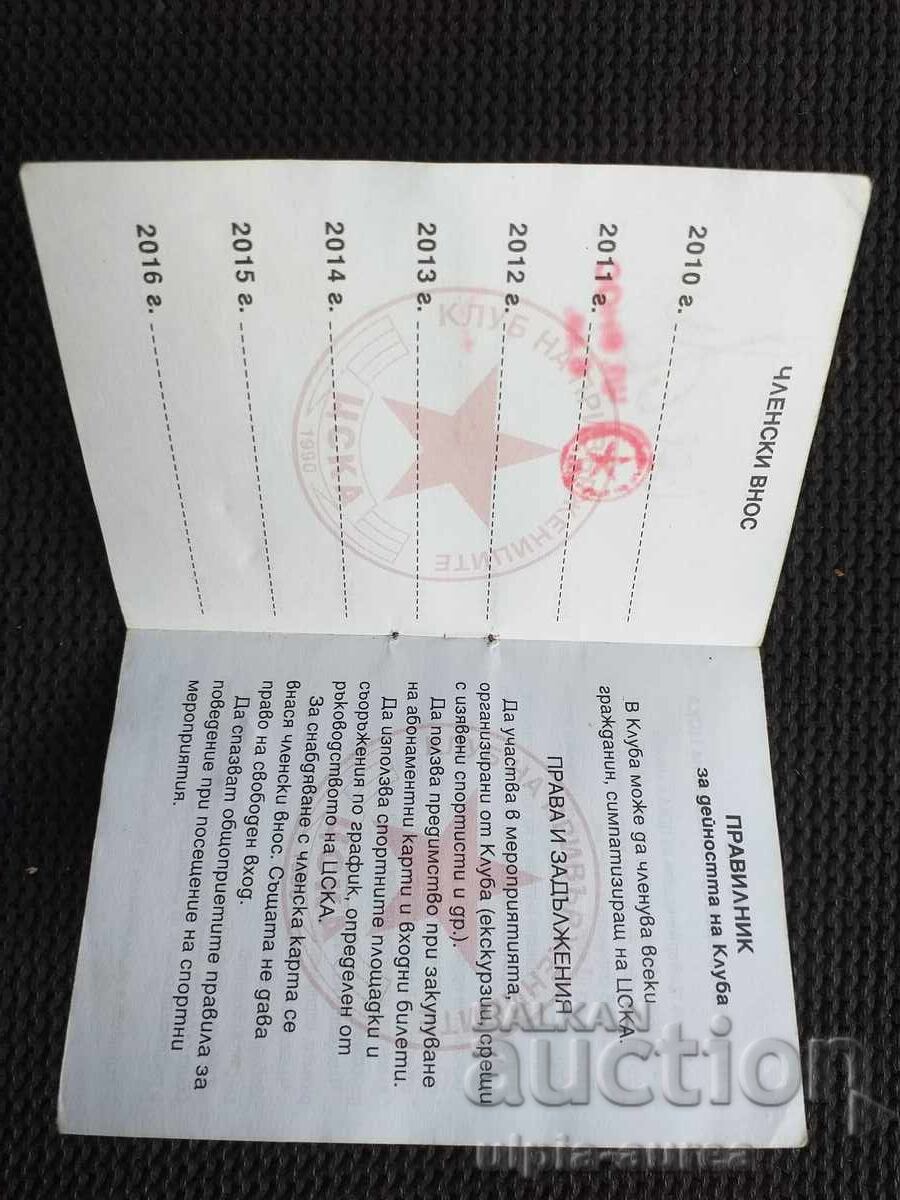 ЧЛЕНСКИ ВНОС
2010 г.
2011 г.
2012 г.
2013 г.
2014 г.
2015 г.
2016 г.
КЛУБ НА
ЦСКА
1990
ПРАВИЛНИК
за дейността на Клуба
В Клуба може да членува всеки
гражданин, симпатизиращ на ЦСКА.
ПРАВА И ЗАДЪЛЖЕНИЯ
Да участва в мероприятията,
организирани от Клуба (екскурзии, срещи
с изявени спортисти и др.).
Да ползва предимство при закупуване
на абонаментни карти и входни билети.
Да използва спортните площадки и
съоръжения по график, определен от
ръководството на ЦСКА.
За снабдяване с членска карта се
внася членски внос. Същата не дава
право на свободен вход.
Да спазват общоприетите правила за
поведение при посещение на спортни
мероприятия.
BALKAN
auction
ulpia-aurea